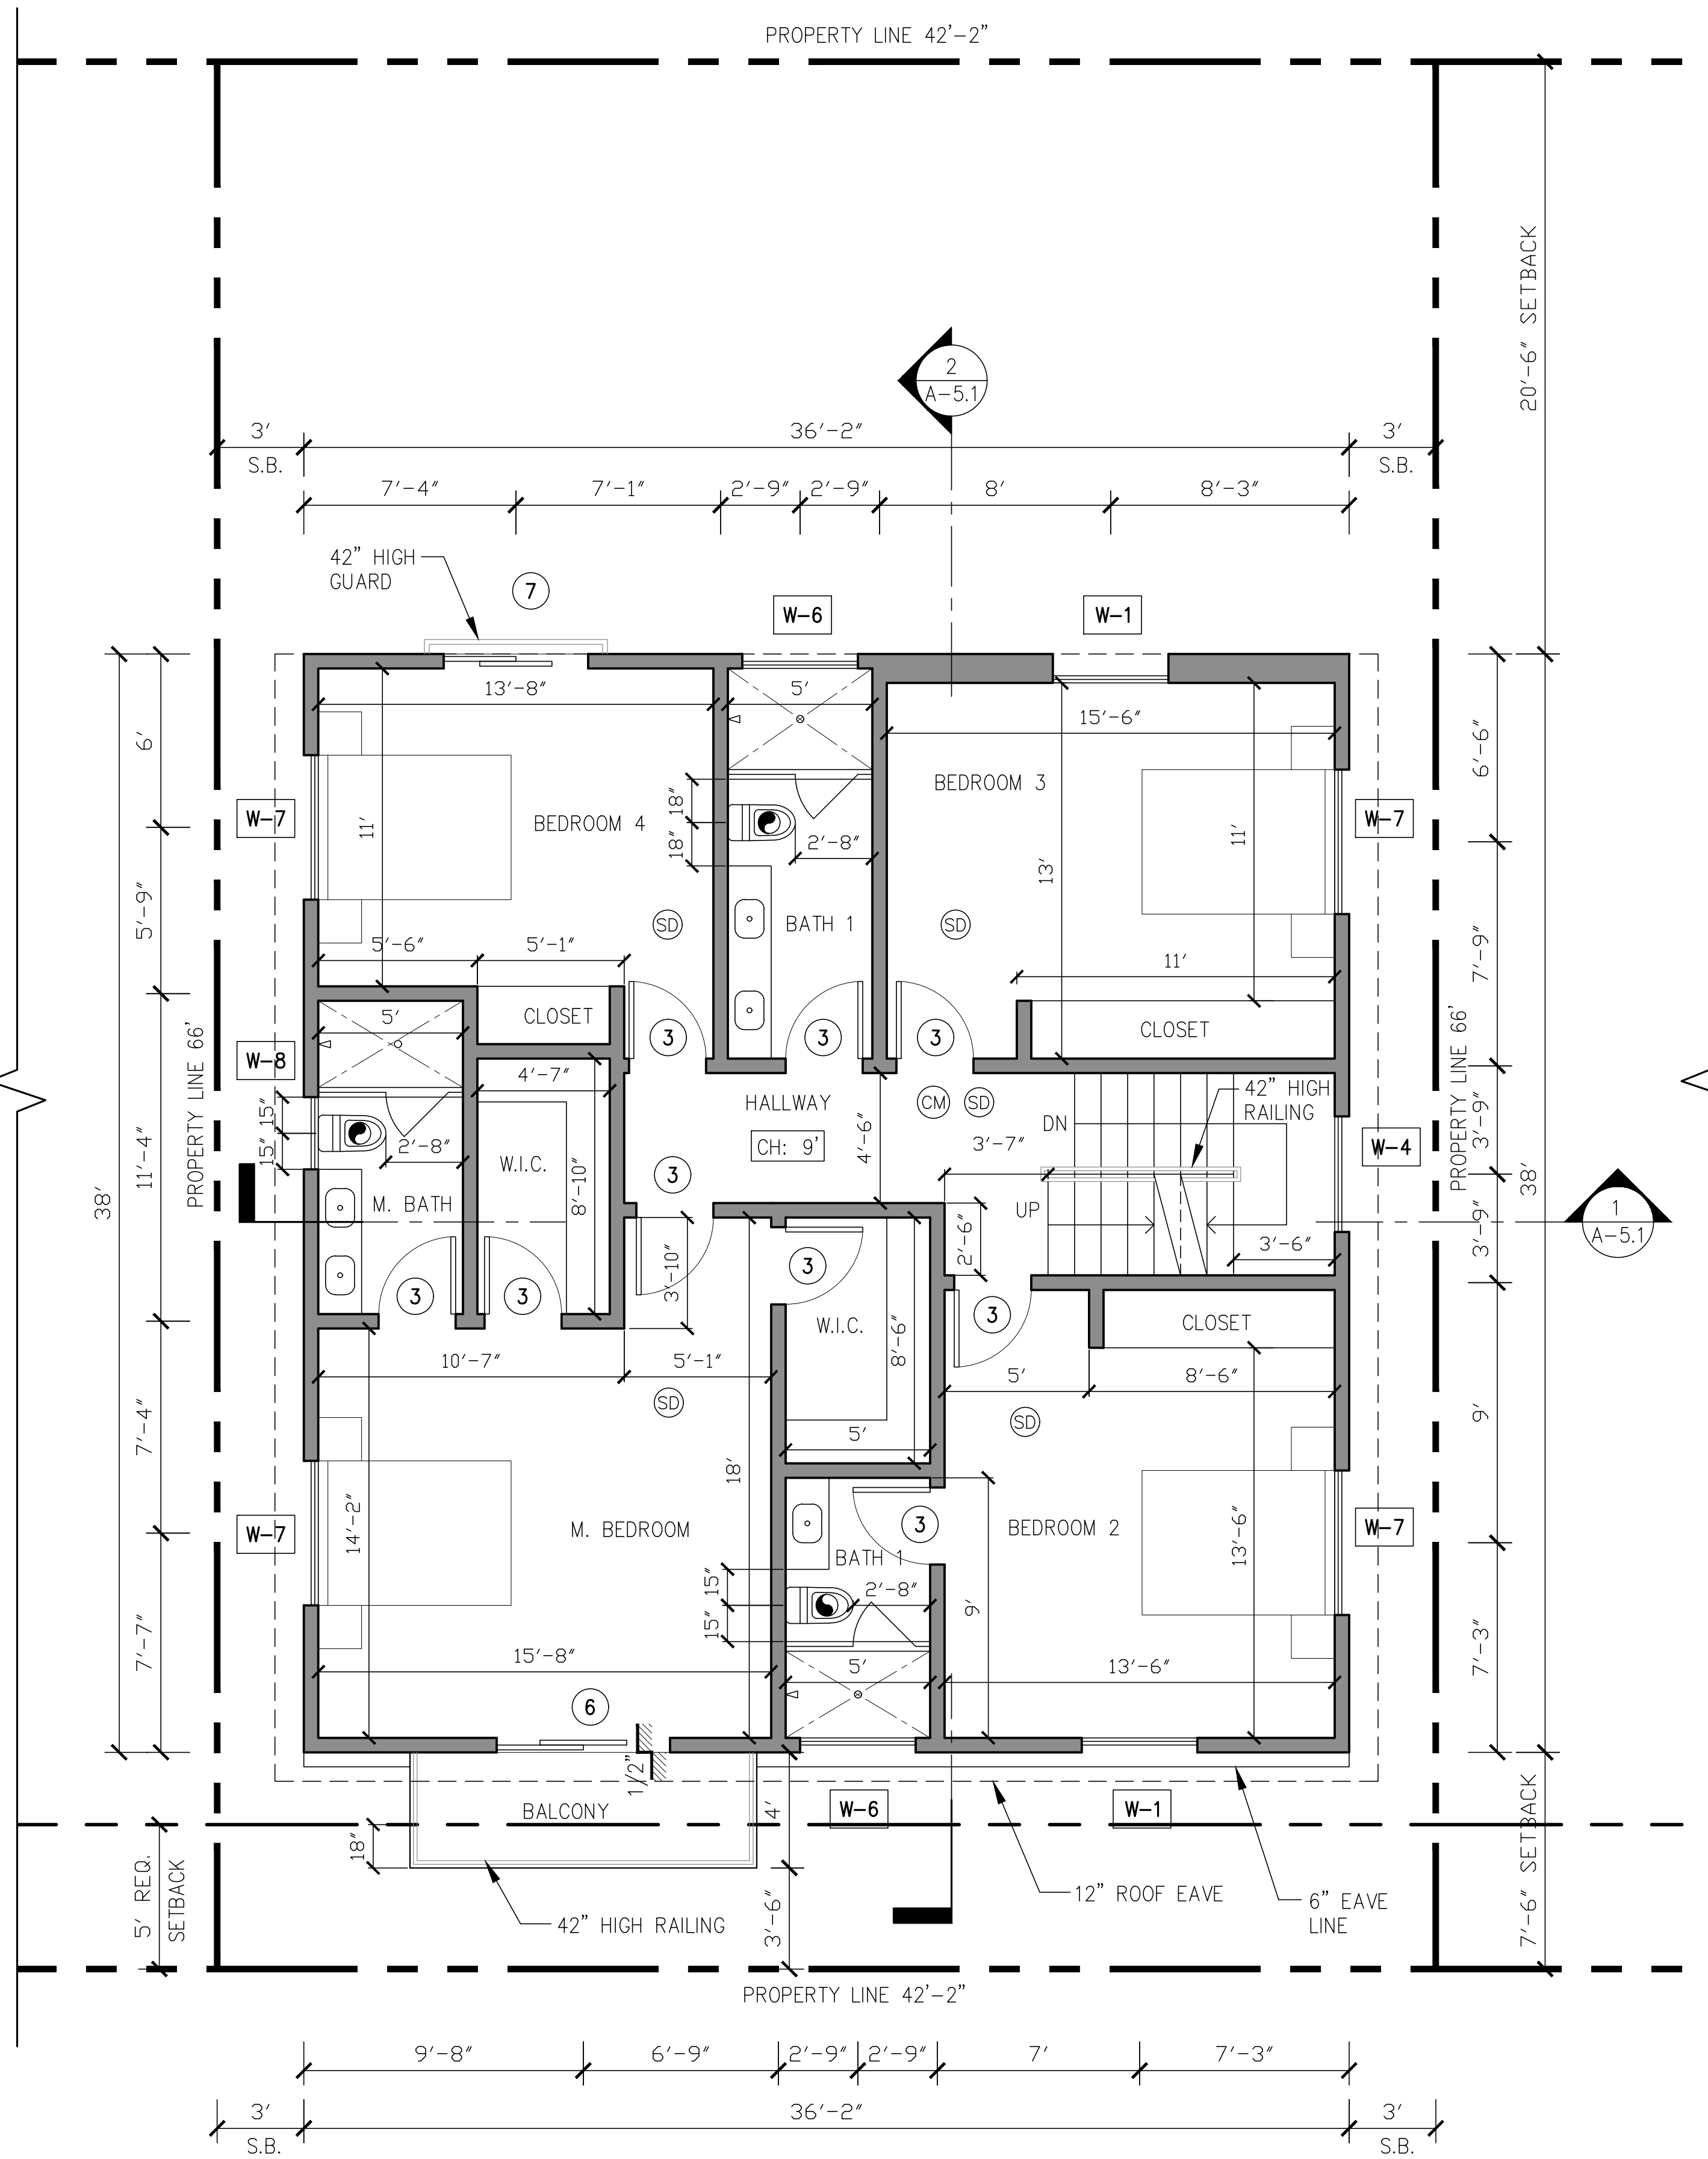 PROPERTY LINE 42'-2"
20'-6" SETBACK
2
A-5.1
3'
36'-2"
3'
S.B.
S.B.
7'-4"
7'-1"
2'-9"
2'-9"
8'
8'-3"
42" HIGH
GUARD
7
W-6
W-1
13'-8"
5'
15'-6"
6'
6'-6"
BEDROOM 3
18"
W-7
BEDROOM 4
11'
W-7
11'
18"
2'-8"
13'
5'-9"
SD
BATH 1
SD
7'-9"
5'-6"
5'-1"
11'
5'
CLOSET
CLOSET
3
3
3
W-8
PROPERTY LINE 66'
PROPERTY LINE 66'
4'-7"
42" HIGH
RAILING
HALLWAY
CM
SD
15"
DN
3'-9"
11'-4"
15"
2'-8"
CH: 9'
4'-6"
3'-7"
W-4
W.I.C.
3
38'
38'
M. BATH
8'-10"
UP
1
A-5.1
2'-6"
3'-6"
3'-9"
3
3'-10"
3
3
3
W.I.C.
8'-6"
CLOSET
10'-7"
5'-1"
5'
8'-6"
SD
SD
9'
7'-4"
5'
18'
W-7
14'-2"
M. BEDROOM
3
BEDROOM 2
13'-6"
W-7
BATH 1
15"
2'-8"
15"
9'
7'-7"
7'-3"
15'-8"
5'
13'-6"
6
1/2"
BALCONY
4'
W-6
W-1
18"
5' REQ.
SETBACK
7'-6" SETBACK
12" ROOF EAVE
6" EAVE
LINE
42" HIGH RAILING
3'-6"
PROPERTY LINE 42'-2"
9'-8"
6'-9"
2'-9"
2'-9"
7'
7'-3"
3'
36'-2"
3'
S.B.
S.B.